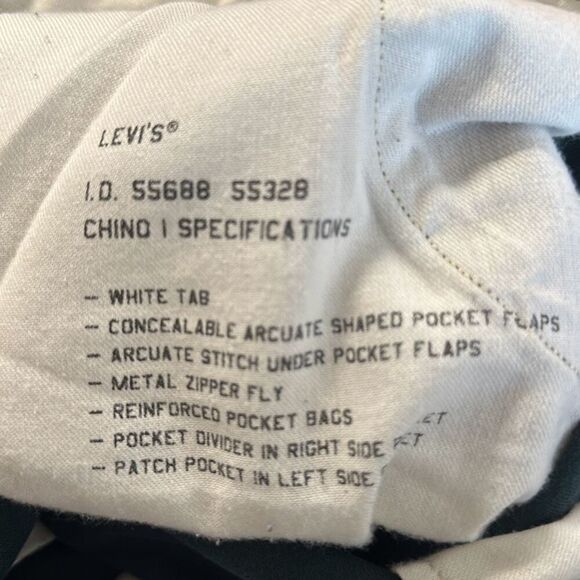 LEVI'S®
I.D. 55688 55328
CHINO I SPECIFICATIONS
- WHITE TAB
- CONCEALABLE ARCUATE SHAPED POCKET FLAPS
- ARCUATE STITCH UNDER POCKET FLAPS
- METAL ZIPPER FLY
- REINFORCED POCKET BAGS
- POCKET DIVIDER IN RIGHT SIDE
- PATCH POCKET IN LEFT SIDE